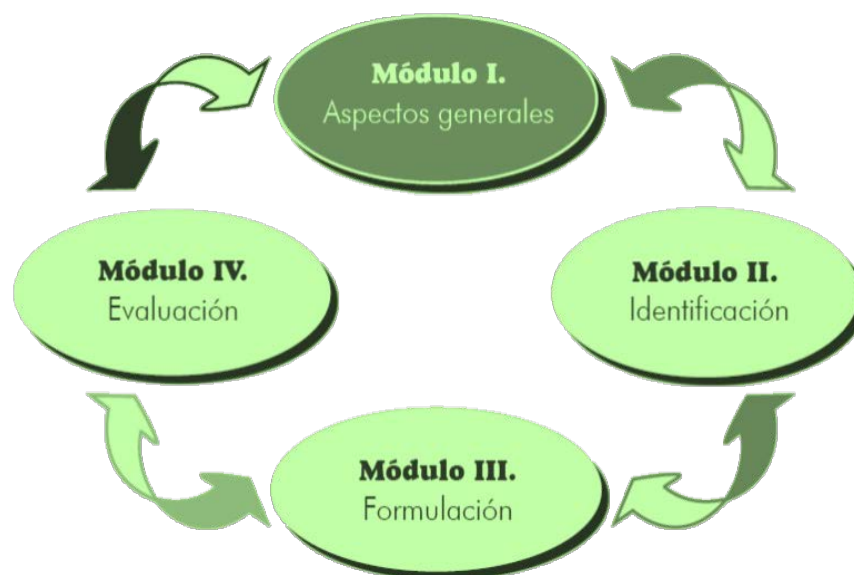 Módulo I.
Aspectos generales
Módulo II.
Identificación
Módulo III.
Formulación
Módulo IV.
Evaluación